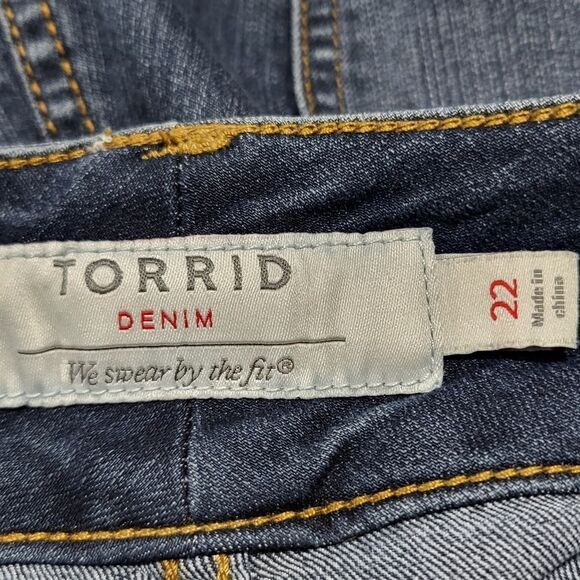 TORRID
DENIM
We swear by the fit®
22
Made in
china